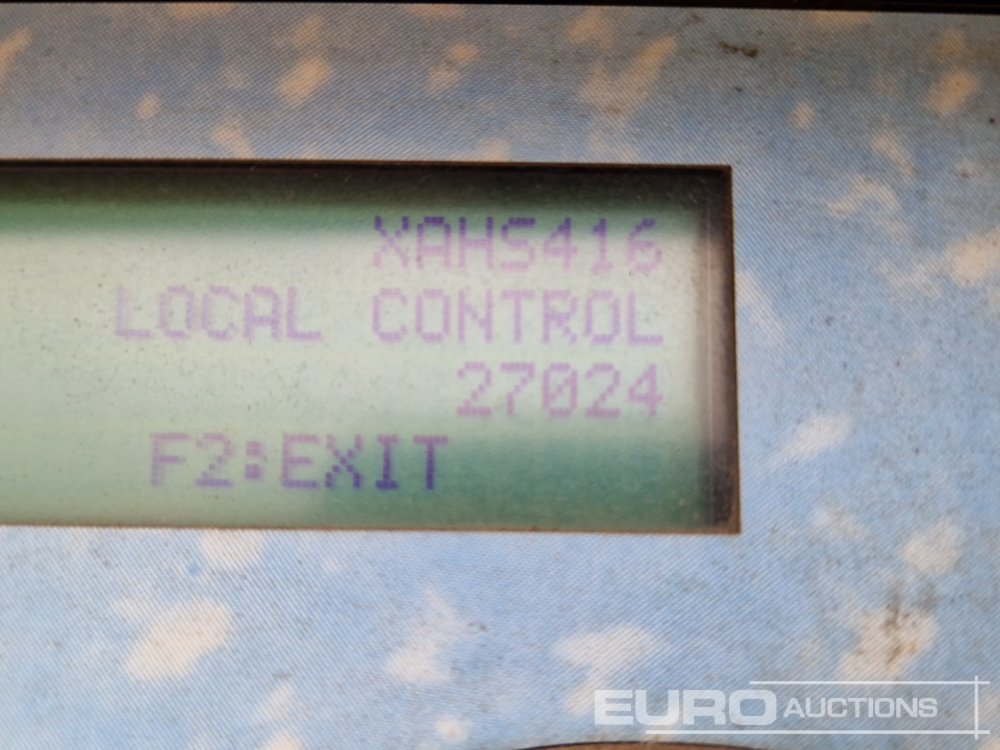 XAHS416
LOCAL CONTROL
27024
F2:EXIT
EURO AUCTIONS